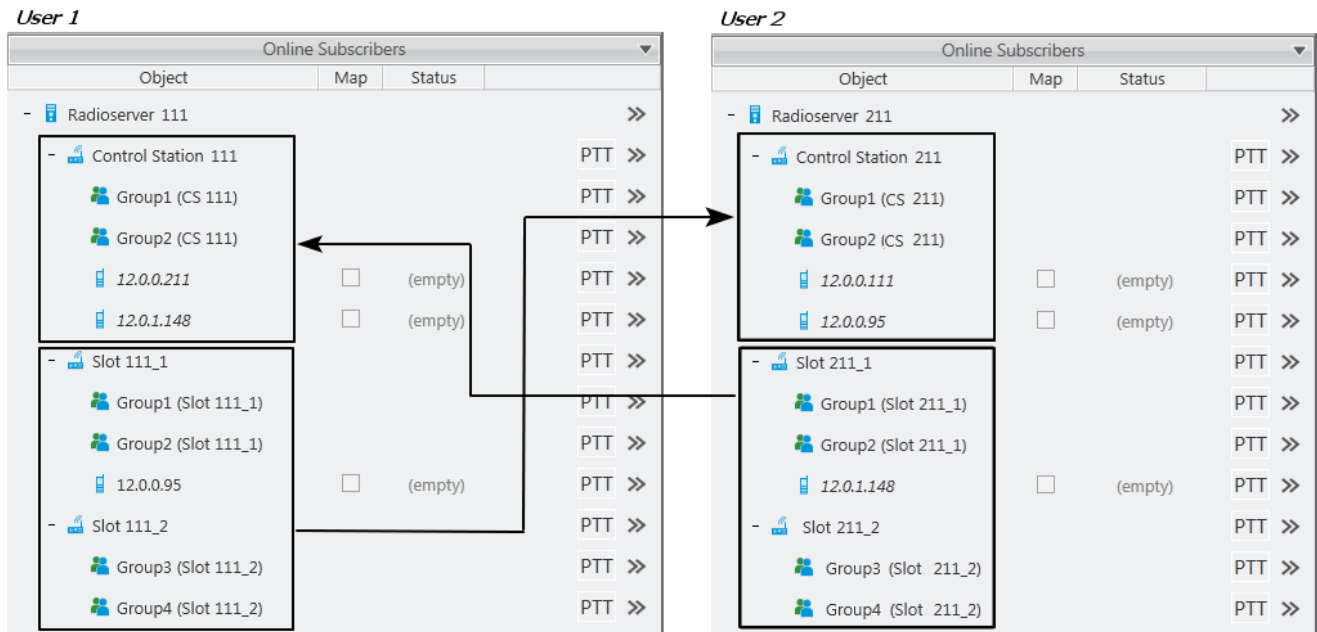 User 1
Online Subscribers
Object Map Status
- Radioserver 111
- Control Station 111 PTT
Group1 (CS 111) PTT
Group2 (CS 111) PTT
12.0.0.211 (empty) PTT
12.0.1.148 (empty) PTT
- Slot 111_1 PTT
Group1 (Slot 111_1) PTT
Group2 (Slot 111_1) PTT
12.0.0.95 (empty) PTT
- Slot 111_2 PTT
Group3 (Slot 111_2) PTT
Group4 (Slot 111_2) PTT
User 2
Online Subscribers
Object Map Status
- Radioserver 211
- Control Station 211 PTT
Group1 (CS 211) PTT
Group2 (CS 211) PTT
12.0.0.111 (empty) PTT
12.0.0.95 (empty) PTT
- Slot 211_1 PTT
Group1 (Slot 211_1) PTT
Group2 (Slot 211_1) PTT
12.0.1.148 (empty) PTT
- Slot 211_2 PTT
Group3 (Slot 211_2) PTT
Group4 (Slot 211_2) PTT